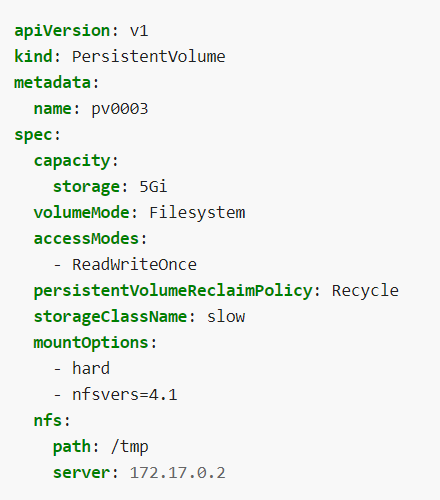 apiVersion: v1
kind: PersistentVolume
metadata:
  name: pv0003
spec:
  capacity:
    storage: 5Gi
  volumeMode: Filesystem
  accessModes:
    - ReadWriteOnce
  persistentVolumeReclaimPolicy: Recycle
  storageClassName: slow
  mountOptions:
    - hard
    - nfsvers=4.1
  nfs:
    path: /tmp
    server: 172.17.0.2